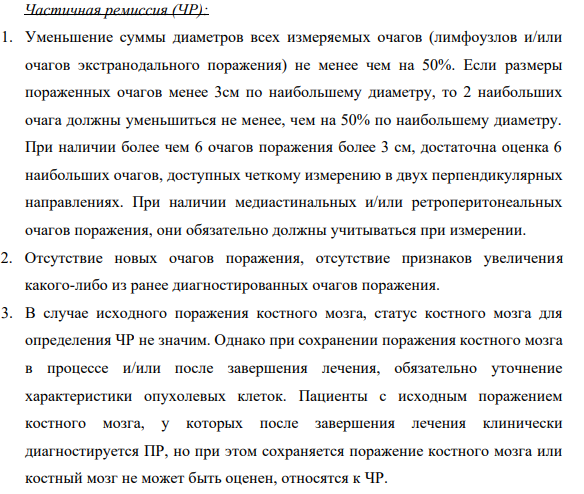 Частичная ремиссия (ЧР):
1. Уменьшение суммы диаметров всех измеряемых очагов (лимфоузлов и/или
очагов экстранодального поражения) не менее чем на 50%. Если размеры
пораженных очагов менее 3см по наибольшему диаметру, то 2 наибольших
очага должны уменьшиться не менее, чем на 50% по наибольшему диаметру.
При наличии более чем 6 очагов поражения более 3 см, достаточна оценка 6
наибольших очагов, доступных четкому измерению в двух перпендикулярных
направлениях. При наличии медиастинальных и/или ретроперитонеальных
очагов поражения, они обязательно должны учитываться при измерении.
2. Отсутствие новых очагов поражения, отсутствие признаков увеличения
какого-либо из ранее диагностированных очагов поражения.
3. В случае исходного поражения костного мозга, статус костного мозга для
определения ЧР не значим. Однако при сохранении поражения костного мозга
в процессе и/или после завершения лечения, обязательно уточнение
характеристики опухолевых клеток. Пациенты с исходным поражением
костного мозга, у которых после завершения лечения клинически
диагностируется ПР, но при этом сохраняется поражение костного мозга или
костный мозг не может быть оценен, относятся к ЧР.